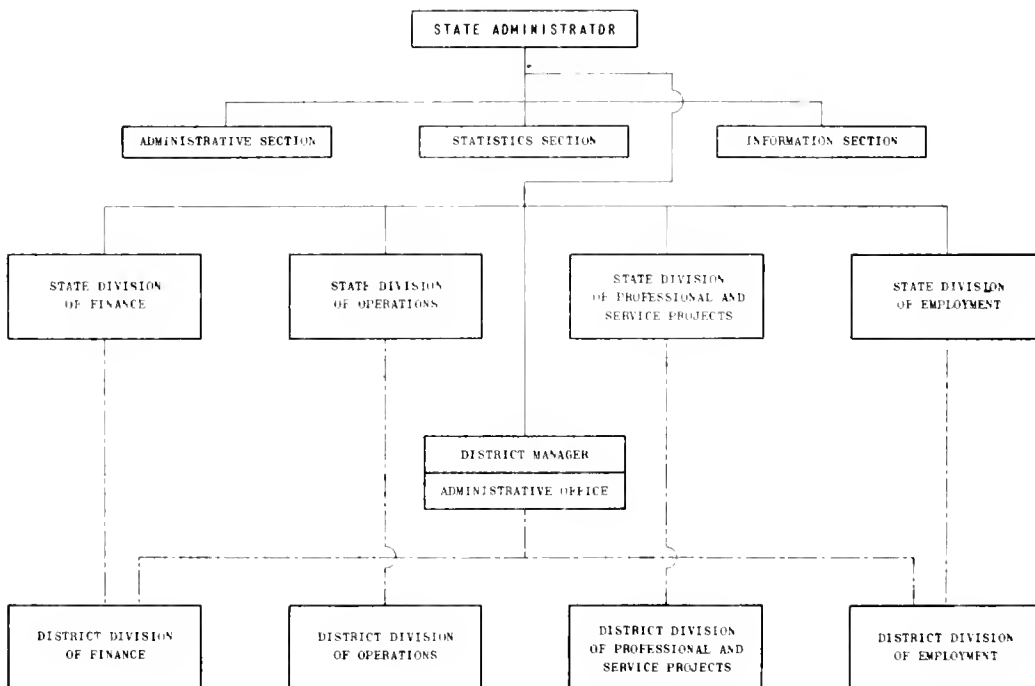 STATE ADMINISTRATOR
ADMINISTRATIVE SECTION
STATISTICS SECTION
INFORMATION SECTION
STATE DIVISION
OF FINANCE
STATE DIVISION
OF OPERATIONS
STATE DIVISION
OF PROFESSIONAL AND
SERVICE PROJECTS
STATE DIVISION
OF EMPLOYMENT
DISTRICT MANAGER
ADMINISTRATIVE OFFICE
DISTRICT DIVISION
OF FINANCE
DISTRICT DIVISION
OF OPERATIONS
DISTRICT DIVISION
OF PROFESSIONAL AND
SERVICE PROJECTS
DISTRICT DIVISION
OF EMPLOYMENT